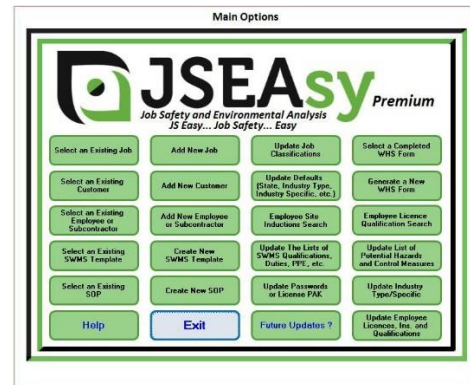 Main Options
JSEAsy
Premium
Job Safety and Environmental Analysis
JS Easy... Job Safety... Easy
Select an Existing Job
Add New Job
Update Job
Classifications
Select a Completed
WHS Form
Select an Existing
Customer
Add New Customer
Update Defaults
(State, Industry Type,
Industry Specific, etc.)
Generate a New
WHS Form
Select an Existing
Employee or
Subcontractor
Add New Employee
or Subcontractor
Employee Site
Inductions Search
Employee Licence
Qualification Search
Select an Existing
SWMS Template
Create New
SWMS Template
Update The Lists of
SWMS Qualifications,
Duties, PPE, etc.
Update List of
Potential Hazards
and Control Measures
Select an Existing
SOP
Create New SOP
Update Passwords
or License PAK
Update Industry
Type/Specific
Help
Exit
Future Updates ?
Update Employee
Licences, Ins. and
Qualifications